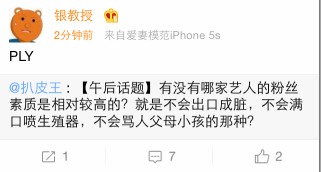 银教授
2分钟前 来自爱妻模范iPhone 5s
PLY
@扒皮王：【午后话题】有没有哪家艺人的粉丝
素质是相对较高的？就是不会出口成脏，不会满
口喷生殖器，不会骂人父母小孩的那种？
1 7 2